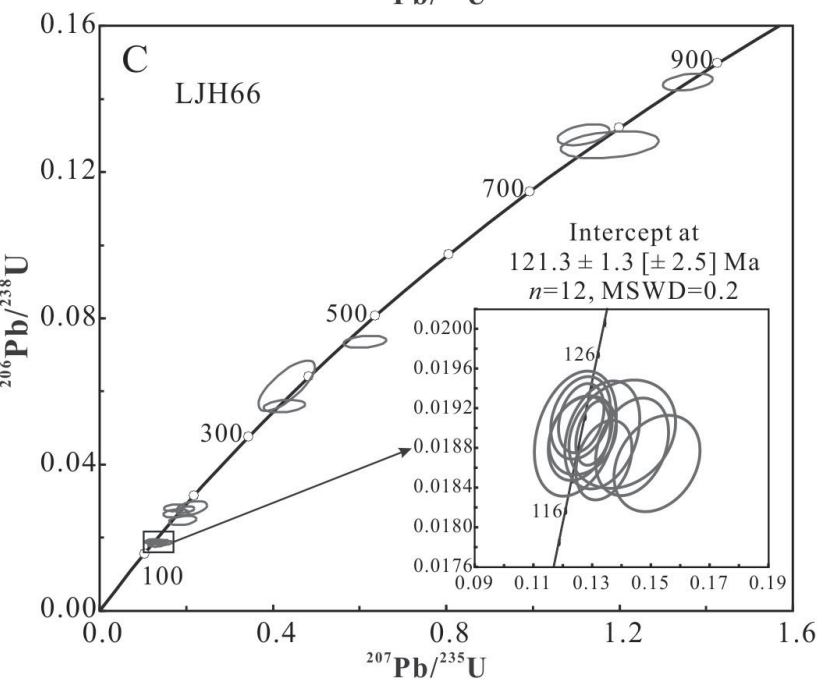 0.16
C
LJH66
900
0.12
700
Intercept at
121.3 ± 1.3 [± 2.5] Ma
n=12, MSWD=0.2
²⁰⁶Pb/²³⁸U
0.08
500
0.0200
126
0.0196
0.0192
300
0.0188
0.04
0.0184
116
0.0180
0.0176
100
0.09 0.11 0.13 0.15 0.17 0.19
0.00
0.0 0.4 0.8 1.2 1.6
²⁰⁷Pb/²³⁵U